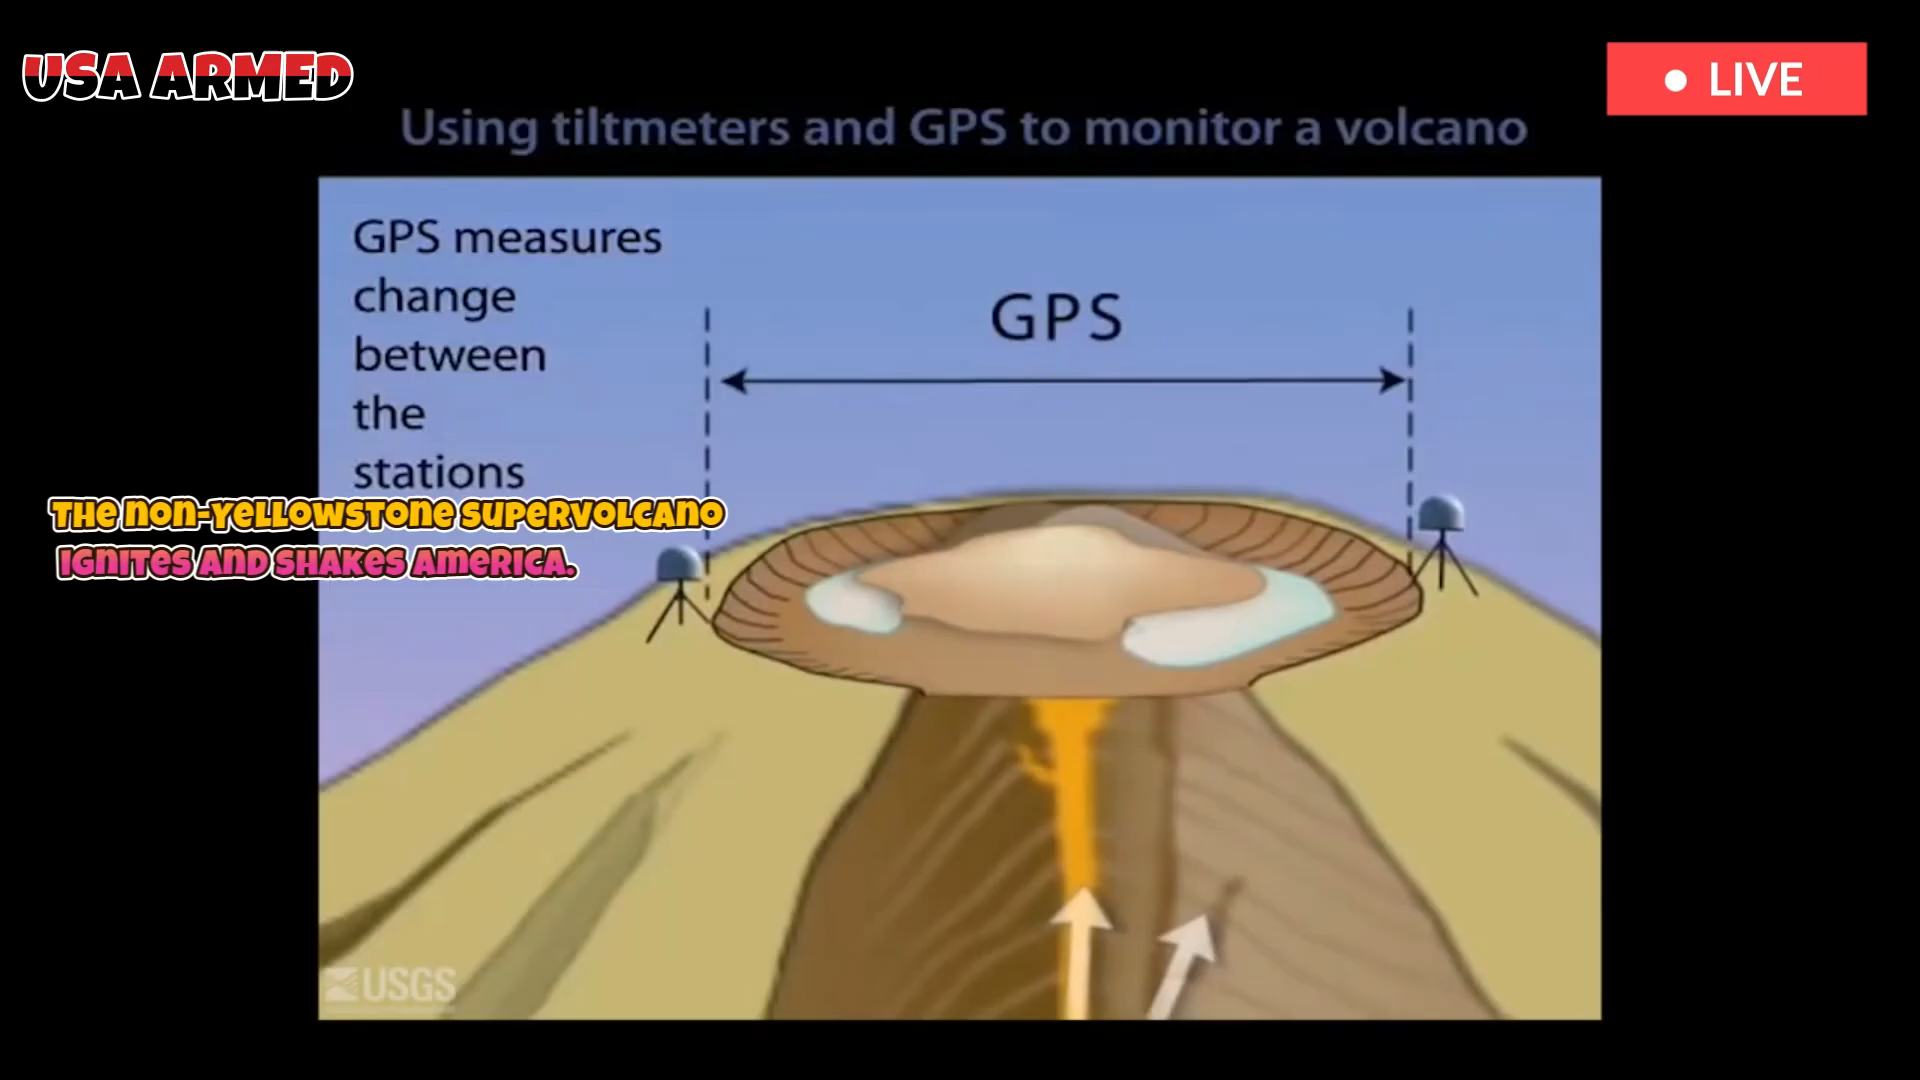 USA ARMED
LIVE
Using tiltmeters and GPS to monitor a volcano
GPS measures
change
between
the
stations
GPS
THE NON-YELLOWSTONE SUPERVOLCANO
IGNITES AND SHAKES AMERICA.
USGS